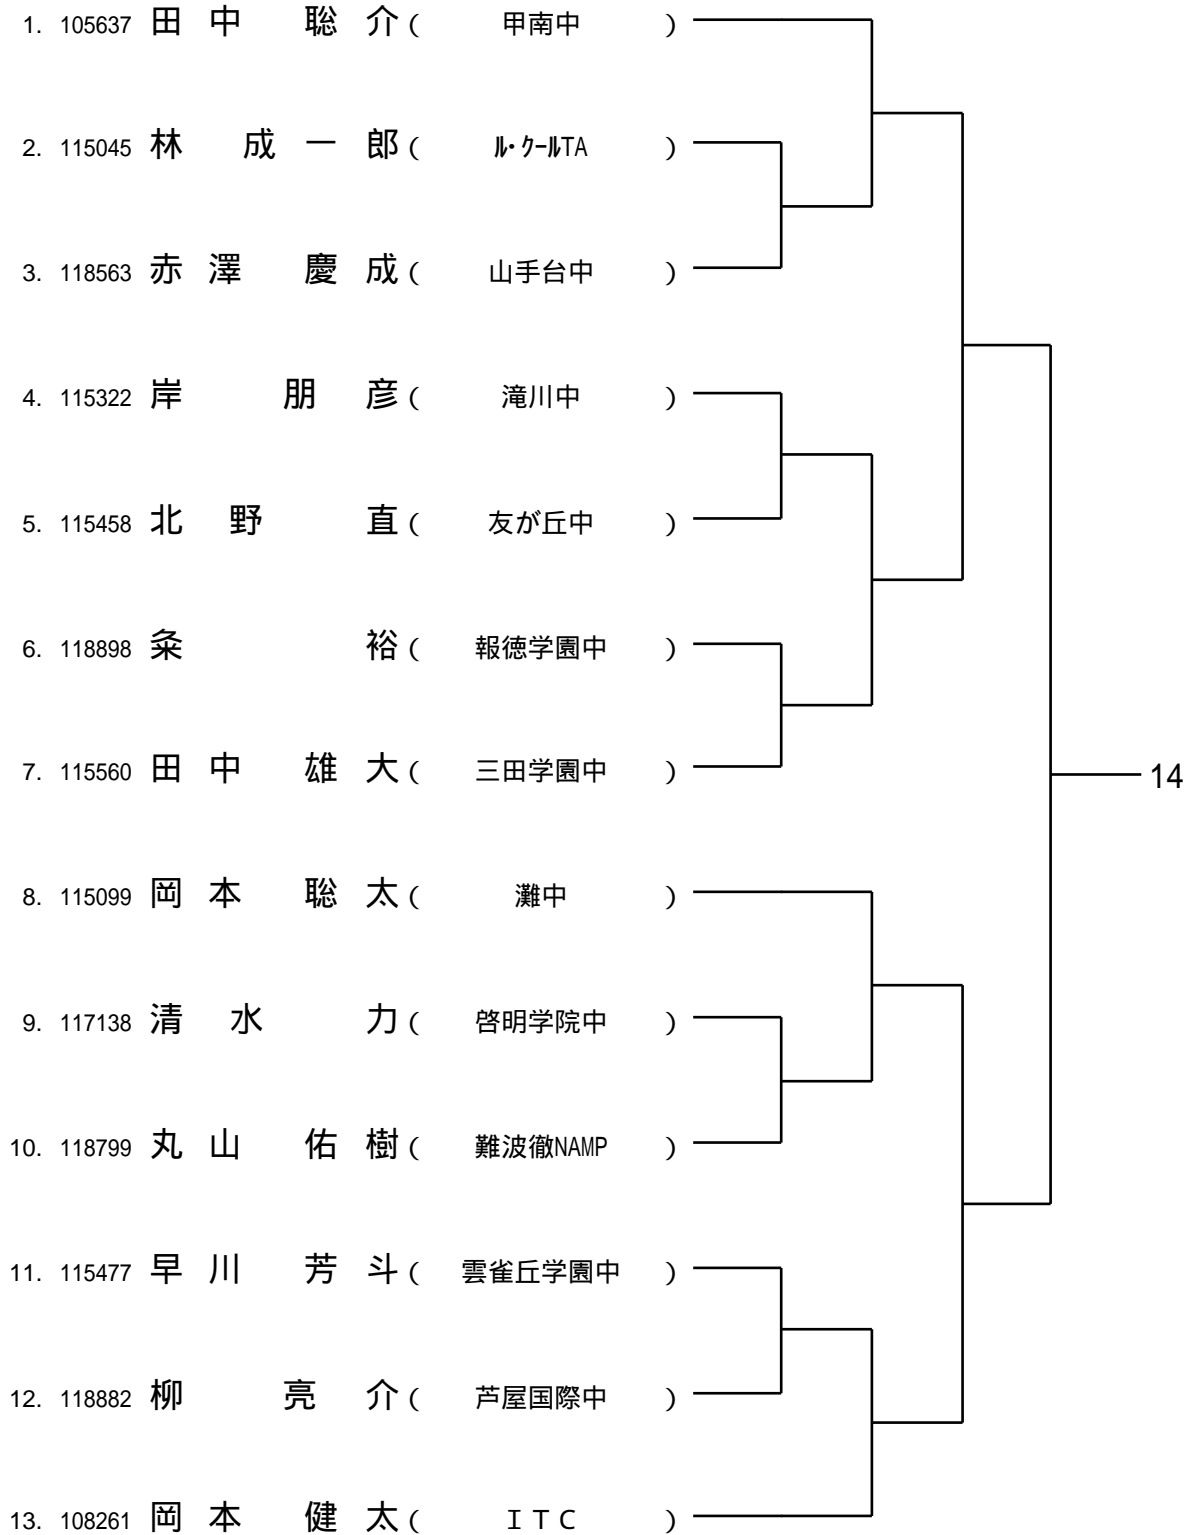 1. 105637 田中 聡介( 甲南中 )
2. 115045 林 成一郎( ル・クールTA )
3. 118563 赤澤 慶成( 山手台中 )
4. 115322 岸 朋彦( 滝川中 )
5. 115458 北野 直( 友が丘中 )
6. 118898 粂 裕( 報徳学園中 )
7. 115560 田中 雄大( 三田学園中 )
14
8. 115099 岡本 聡太( 灘中 )
9. 117138 清水 力( 啓明学院中 )
10. 118799 丸山 佑樹( 難波徹NAMP )
11. 115477 早川 芳斗( 雲雀丘学園中 )
12. 118882 柳 亮介( 芦屋国際中 )
13. 108261 岡本 健太( ITC )